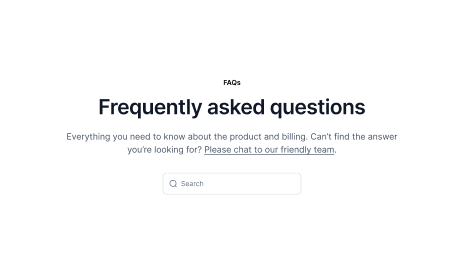 FAQs
Frequently asked questions
Everything you need to know about the product and billing. Can’t find the answer
you’re looking for? Please chat to our friendly team.
Search